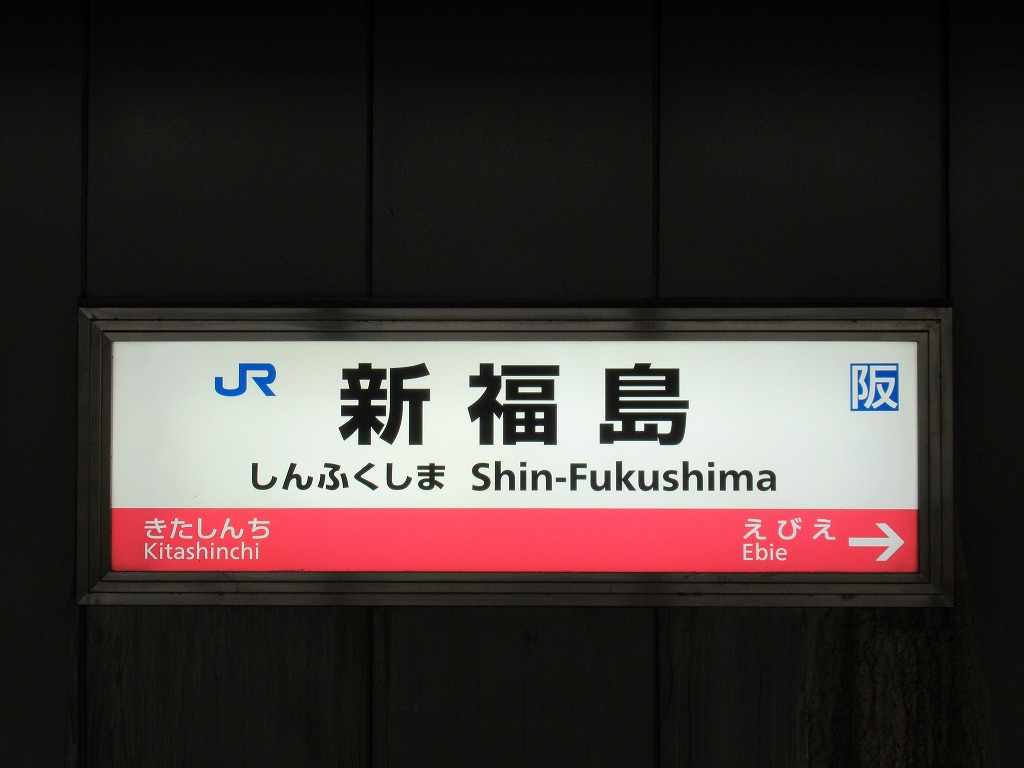 JR 新福島 阪
しんふくしま Shin-Fukushima
きたしんち えびえ →
Kitashinchi Ebie